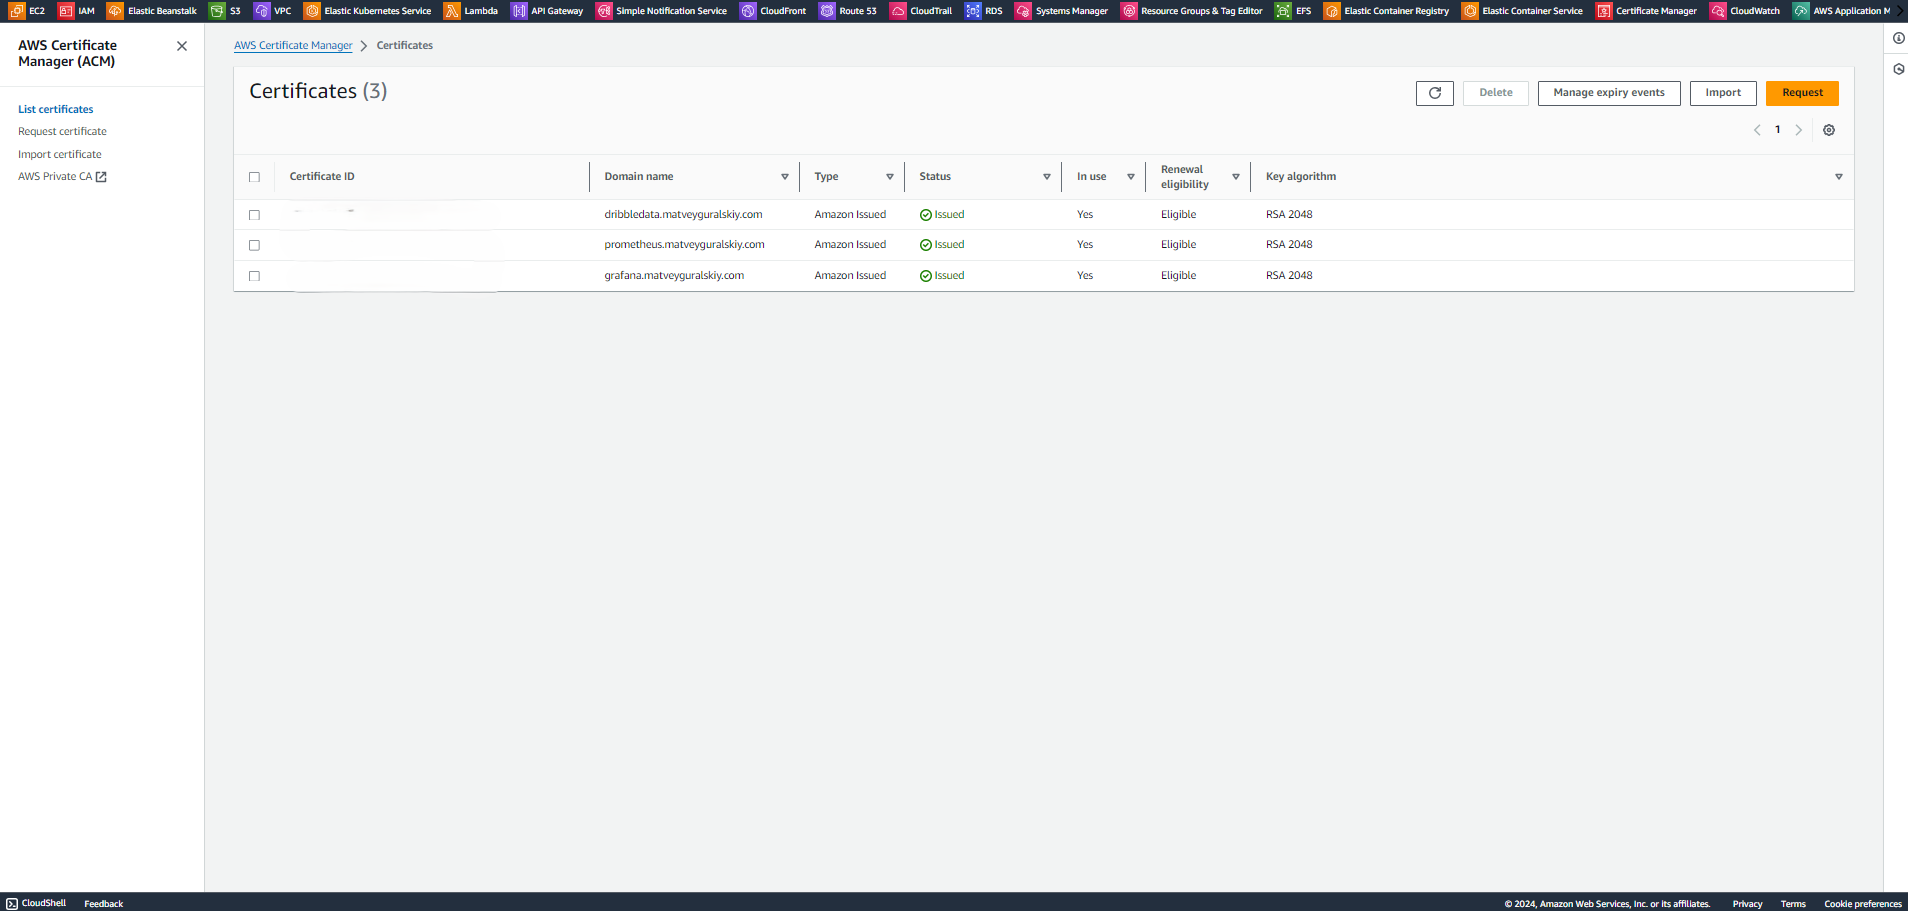 EC2 IAM Elastic Beanstalk S3 VPC Elastic Kubernetes Service Lambda API Gateway Simple Notification Service CloudFront Route 53 CloudTrail RDS Systems Manager Resource Groups & Tag Editor EFS Elastic Container Registry Elastic Container Service Certificate Manager CloudWatch AWS Application M
AWS Certificate
Manager (ACM)
List certificates
Request certificate
Import certificate
AWS Private CA
AWS Certificate Manager Certificates
Certificates (3)
Delete Manage expiry events Import Request
1
Certificate ID Domain name Type Status In use Renewal eligibility Key algorithm
dribbledata.matveyguralskiy.com Amazon Issued Issued Yes Eligible RSA 2048
prometheus.matveyguralskiy.com Amazon Issued Issued Yes Eligible RSA 2048
grafana.matveyguralskiy.com Amazon Issued Issued Yes Eligible RSA 2048
CloudShell Feedback © 2024, Amazon Web Services, Inc. or its affiliates. Privacy Terms Cookie preferences